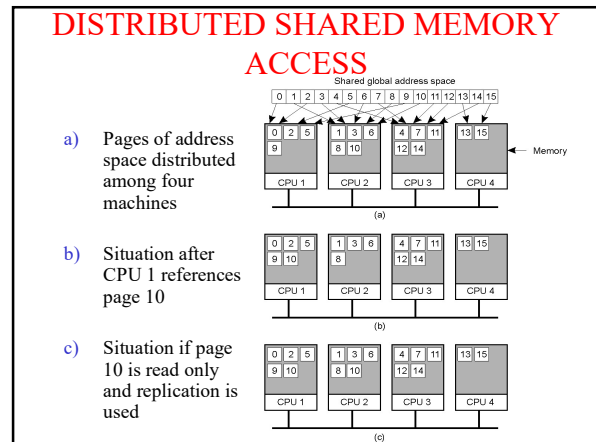 DISTRIBUTED SHARED MEMORY
ACCESS
Shared global address space
0 1 2 3 4 5 6 7 8 9 10 11 12 13 14 15
a) Pages of address
space distributed
among four
machines
0 2 5 1 3 6 4 7 11 13 15
9 8 10 12 14
Memory
CPU 1 CPU 2 CPU 3 CPU 4
(a)
b) Situation after
CPU 1 references
page 10
0 2 5 1 3 6 4 7 11 13 15
9 10 8 12 14
CPU 1 CPU 2 CPU 3 CPU 4
(b)
c) Situation if page
10 is read only
and replication is
used
0 2 5 1 3 6 4 7 11 13 15
9 10 8 10 12 14
CPU 1 CPU 2 CPU 3 CPU 4
(c)